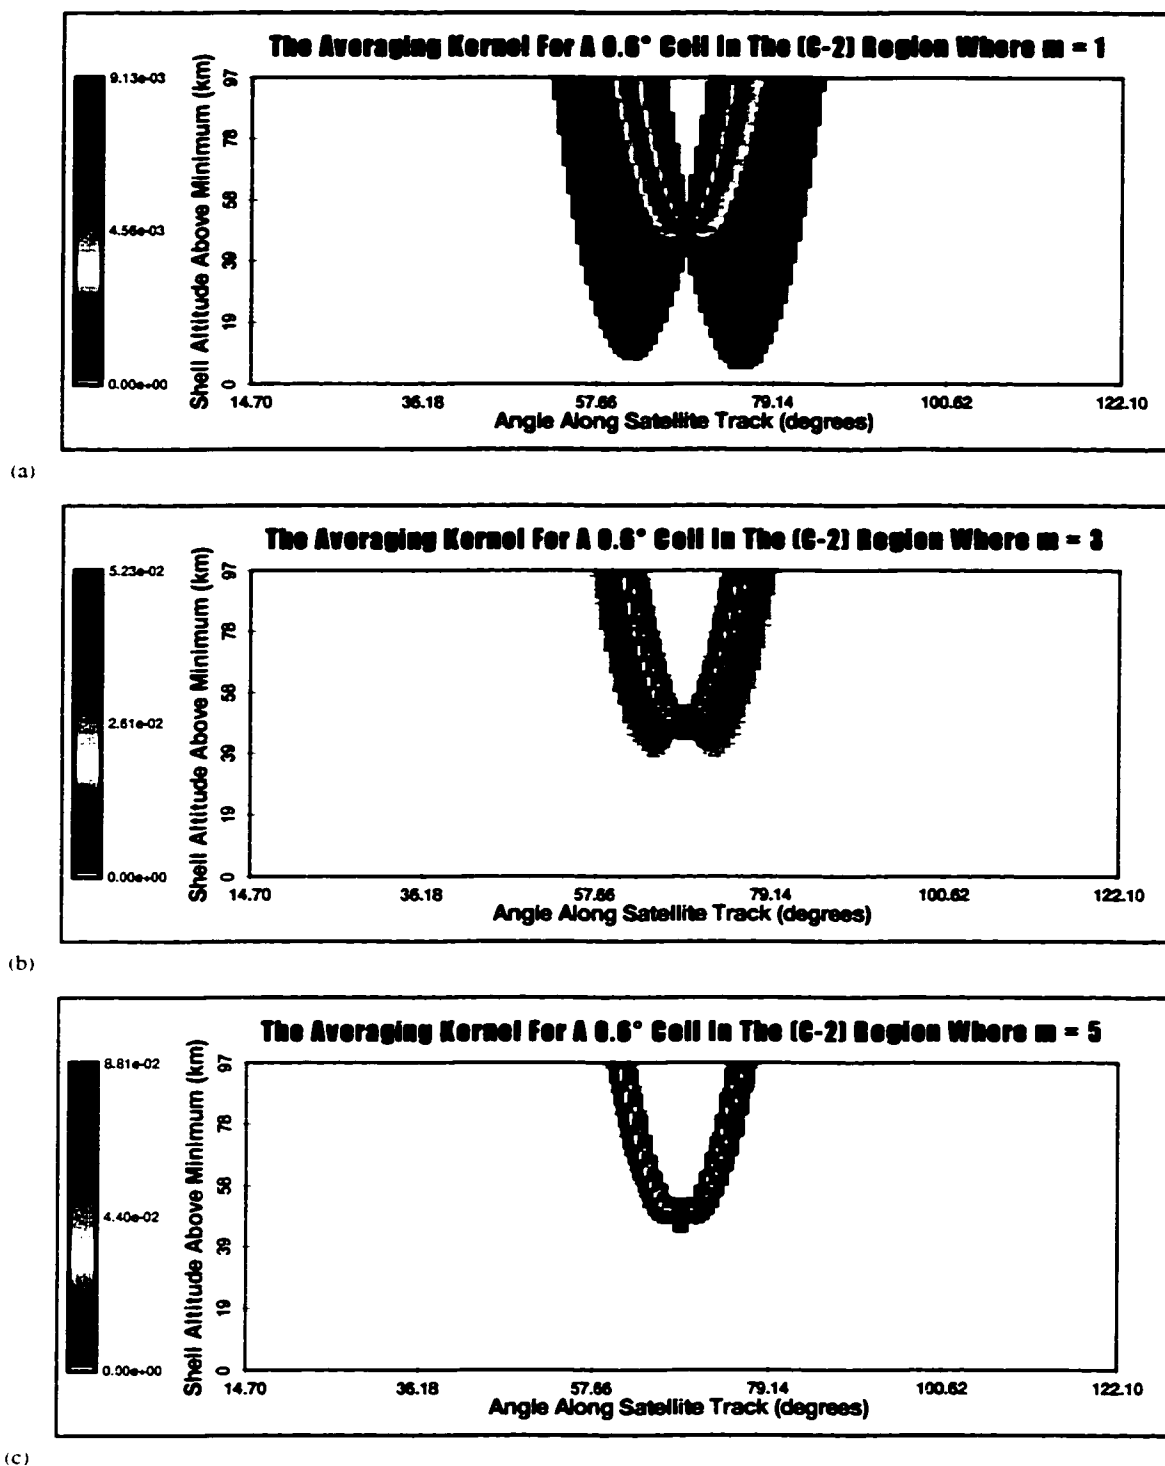 The Averaging Kernel For A 0.6° Cell In The (C-2) Region Where m = 1
9.13e-03
4.56e-03
0.00e+00
Shell Altitude Above Minimum (km)
97
78
58
39
19
0
14.70 36.18 57.66 79.14 100.62 122.10
Angle Along Satellite Track (degrees)
(a)
The Averaging Kernel For A 0.6° Cell In The (C-2) Region Where m = 3
5.23e-02
2.61e-02
0.00e+00
Shell Altitude Above Minimum (km)
97
78
58
39
19
0
14.70 36.18 57.66 79.14 100.62 122.10
Angle Along Satellite Track (degrees)
(b)
The Averaging Kernel For A 0.6° Cell In The (C-2) Region Where m = 5
8.81e-02
4.40e-02
0.00e+00
Shell Altitude Above Minimum (km)
97
78
58
39
19
0
14.70 36.18 57.66 79.14 100.62 122.10
Angle Along Satellite Track (degrees)
(c)